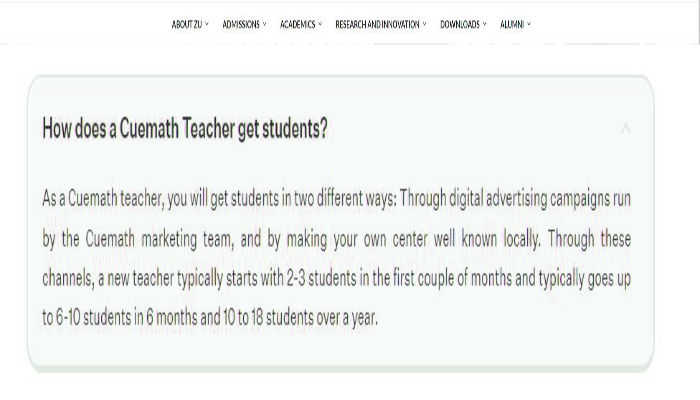 ABOUT ZU ADMISSIONS ACADEMICS RESEARCH AND INNOVATION DOWNLOADS ALUMNI
How does a Cuemath Teacher get students?
As a Cuemath teacher, you will get students in two different ways: Through digital advertising campaigns run
by the Cuemath marketing team, and by making your own center well known locally. Through these
channels, a new teacher typically starts with 2-3 students in the first couple of months and typically goes up
to 6-10 students in 6 months and 10 to 18 students over a year.